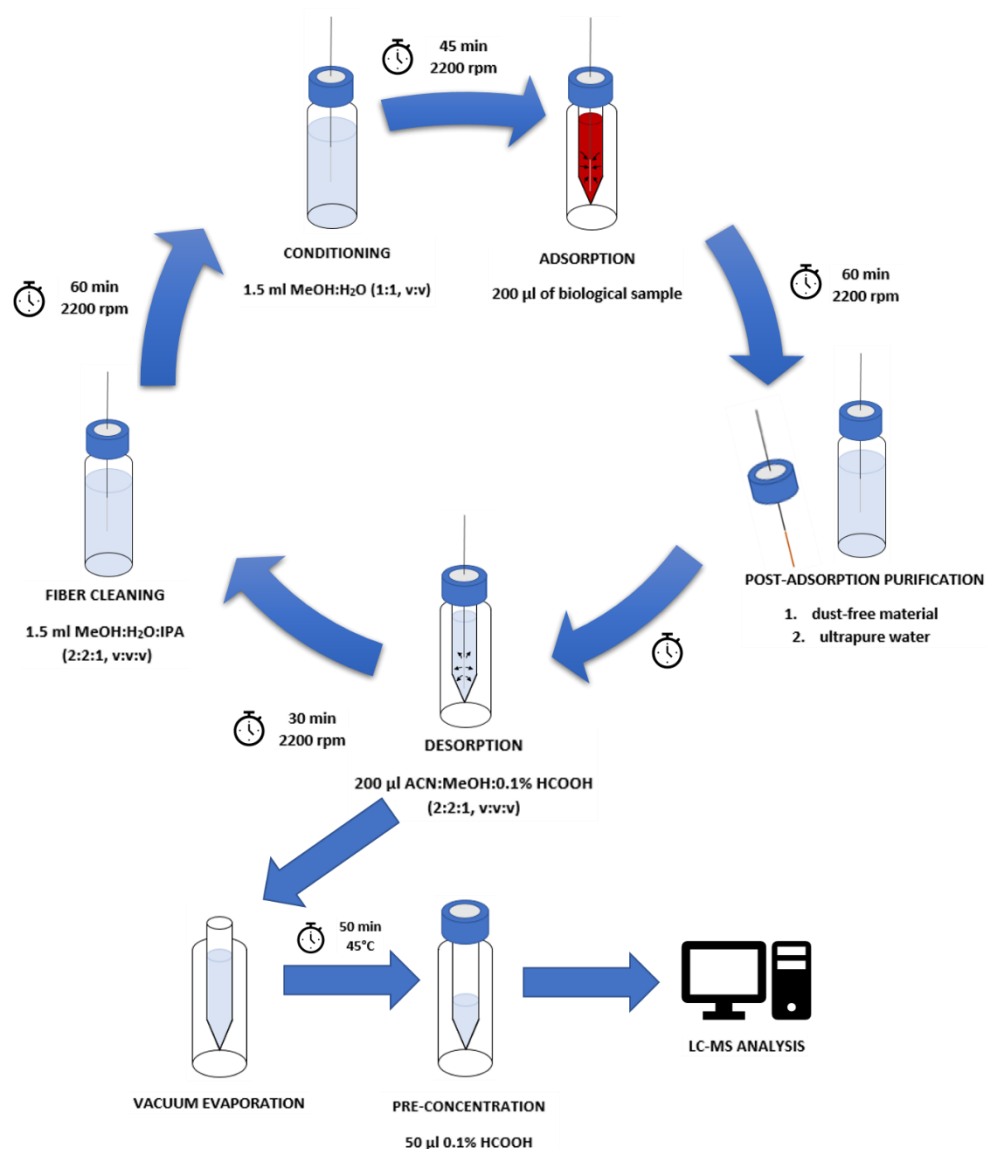 45 min
2200 rpm
CONDITIONING
1.5 ml MeOH:H₂O (1:1, v:v)
ADSORPTION
200 µl of biological sample
60 min
2200 rpm
60 min
2200 rpm
POST-ADSORPTION PURIFICATION
1. dust-free material
2. ultrapure water
FIBER CLEANING
1.5 ml MeOH:H₂O:IPA
(2:2:1, v:v:v)
30 min
2200 rpm
DESORPTION
200 µl ACN:MeOH:0.1% HCOOH
(2:2:1, v:v:v)
50 min
45°C
VACUUM EVAPORATION
PRE-CONCENTRATION
50 µl 0.1% HCOOH
LC-MS ANALYSIS